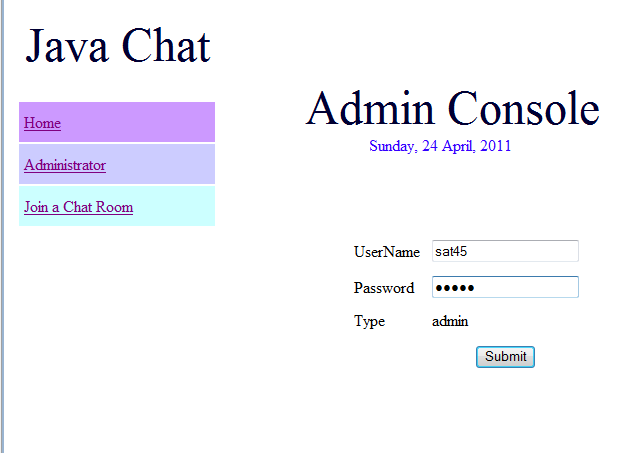 Java Chat
Admin Console
Sunday, 24 April, 2011
Home
Administrator
Join a Chat Room
UserName sat45
Password ●●●●●
Type admin
Submit